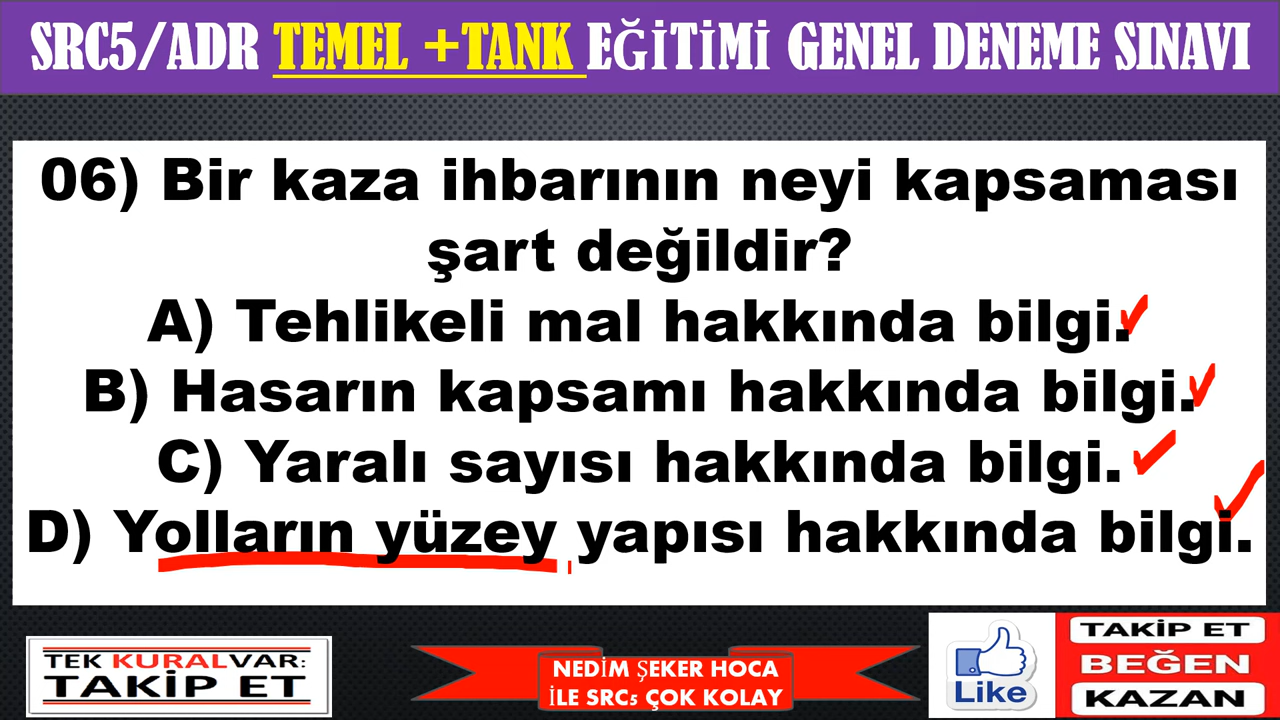 SRC5/ADR TEMEL +TANK EĞİTİMİ GENEL DENEME SINAVI
06) Bir kaza ihbarının neyi kapsaması
şart değildir?
A) Tehlikeli mal hakkında bilgi.
B) Hasarın kapsamı hakkında bilgi.
C) Yaralı sayısı hakkında bilgi.
D) Yolların yüzey yapısı hakkında bilgi.
TEK KURALVAR:
TAKİP ET
NEDİM ŞEKER HOCA
İLE SRC5 ÇOK KOLAY
Like
TAKİP ET
BEĞEN
KAZAN